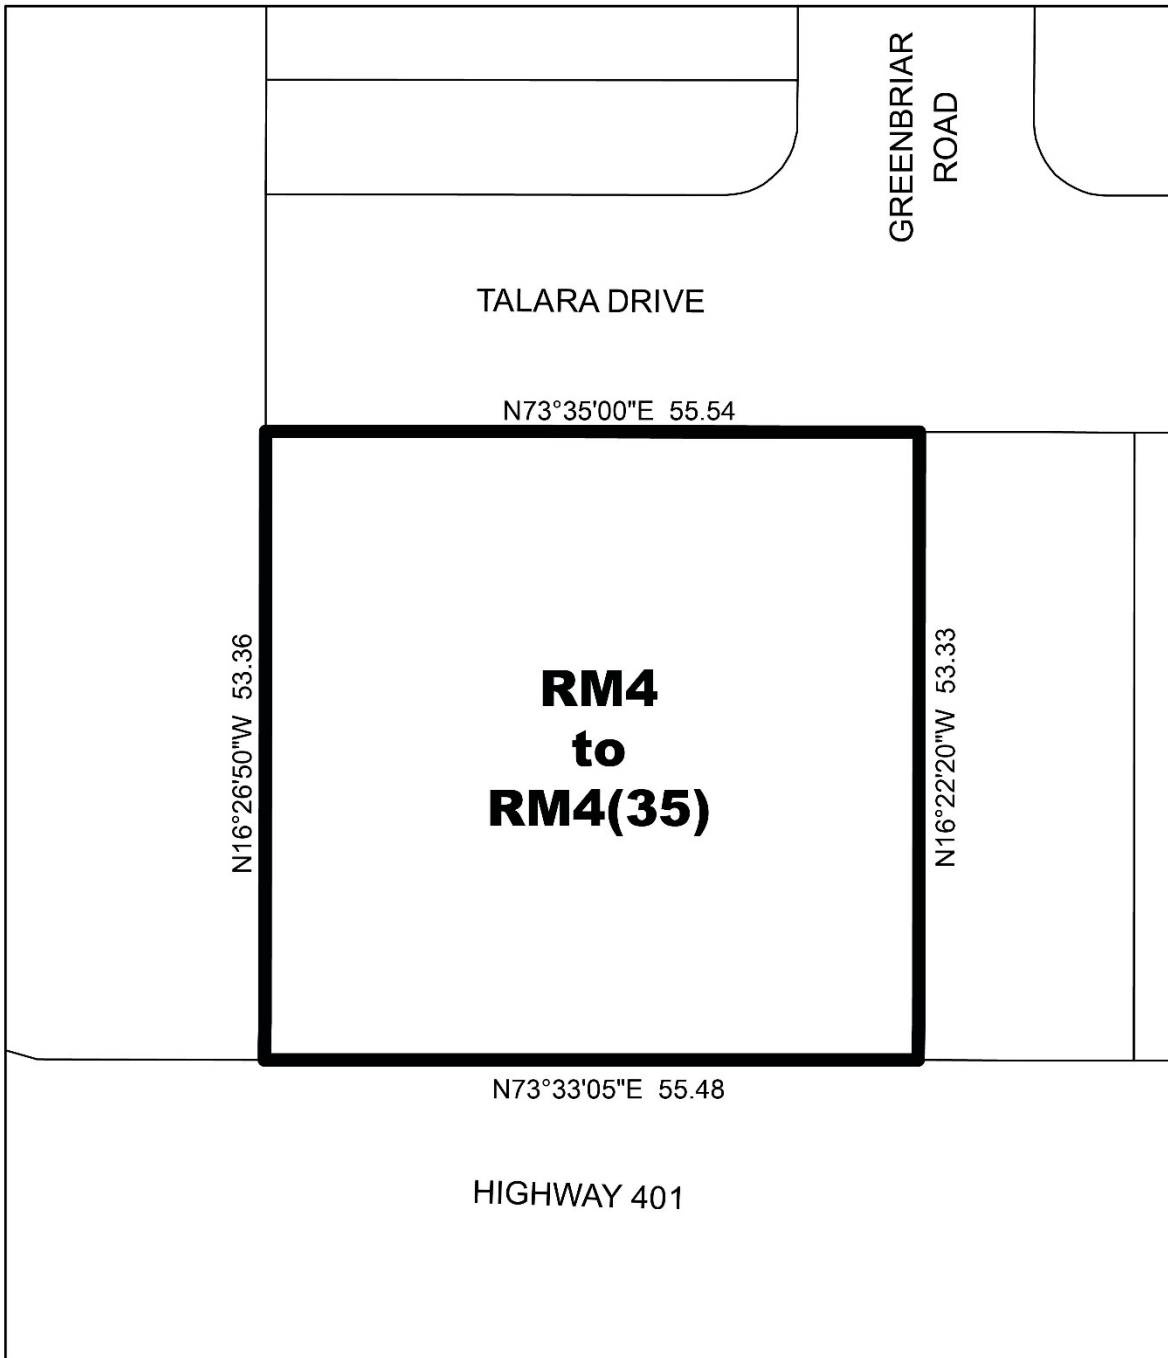 GREENBRIAR
ROAD
TALARA DRIVE
N73°35'00"E 55.54
N16°26'50"W 53.36
RM4
to
RM4(35)
N16°22'20"W 53.33
N73°33'05"E 55.48
HIGHWAY 401